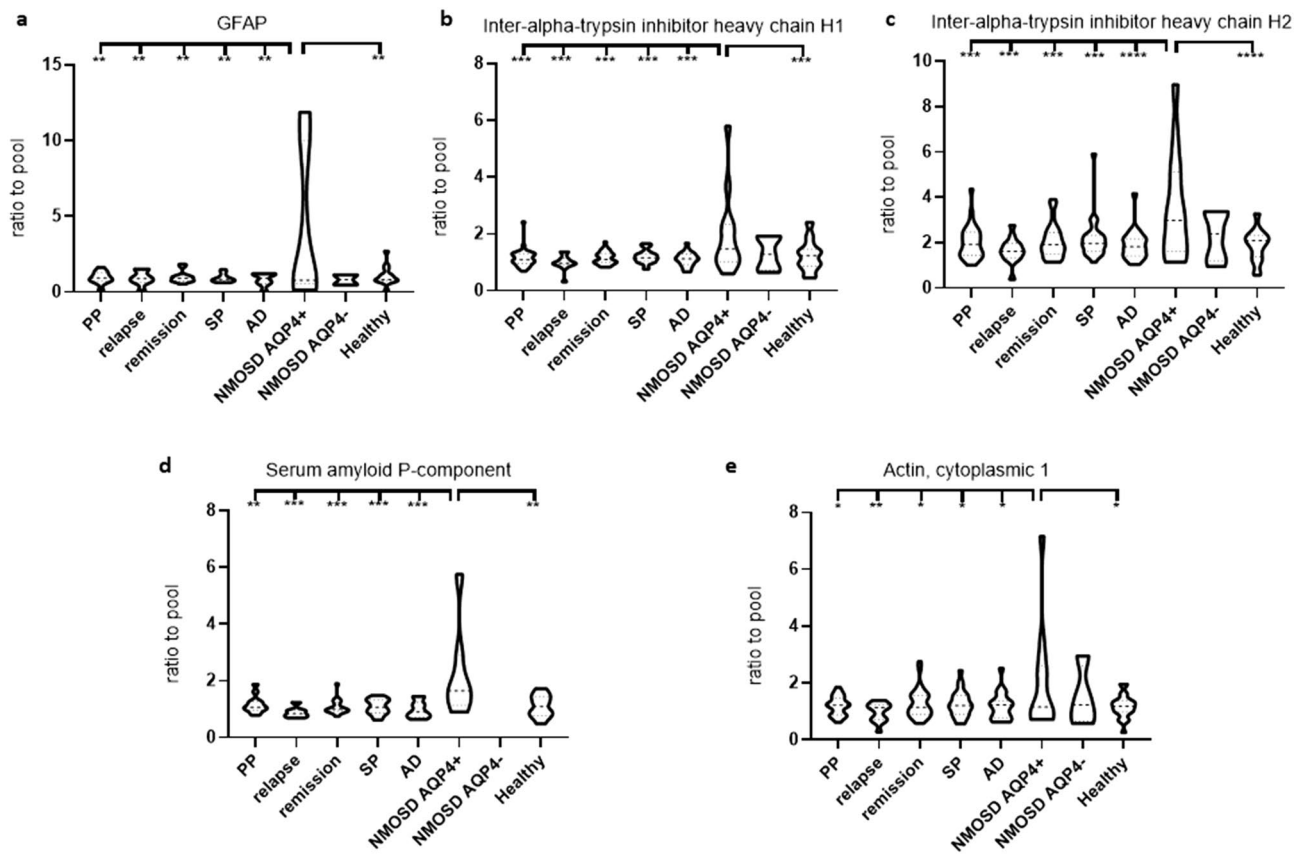 a
GFAP
** ** ** ** ** **
15
10
5
0
ratio to pool
PP
relapse
remission
SP
AD
NMOSD AQP4+
NMOSD AQP4-
Healthy
b
Inter-alpha-trypsin inhibitor heavy chain H1
*** *** *** *** *** ***
8
6
4
2
0
ratio to pool
PP
relapse
remission
SP
AD
NMOSD AQP4+
NMOSD AQP4-
Healthy
c
Inter-alpha-trypsin inhibitor heavy chain H2
*** *** *** *** **** ****
10
8
6
4
2
0
ratio to pool
PP
relapse
remission
SP
AD
NMOSD AQP4+
NMOSD AQP4-
Healthy
d
Serum amyloid P-component
** *** *** *** *** **
8
6
4
2
0
ratio to pool
PP
relapse
remission
SP
AD
NMOSD AQP4+
NMOSD AQP4-
Healthy
e
Actin, cytoplasmic 1
* ** * * * *
8
6
4
2
0
ratio to pool
PP
relapse
remission
SP
AD
NMOSD AQP4+
NMOSD AQP4-
Healthy